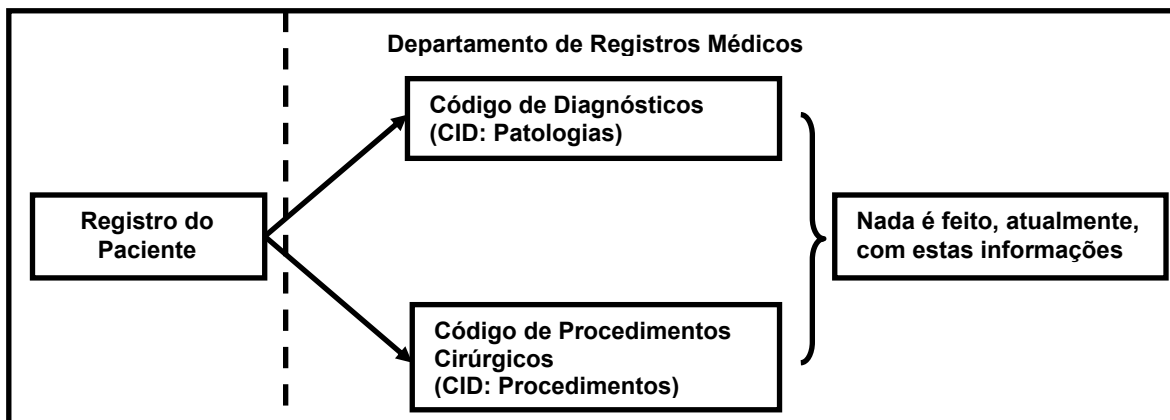 Departamento de Registros Médicos
Código de Diagnósticos
(CID: Patologias)
Registro do
Paciente
Nada é feito, atualmente,
com estas informações
Código de Procedimentos
Cirúrgicos
(CID: Procedimentos)